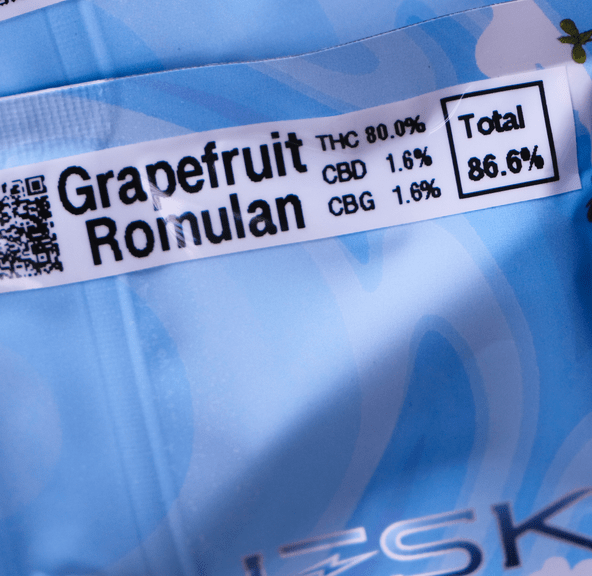 Grapefruit
Romulan
THC 80.0%
CBD 1.6%
CBG 1.6%
Total
86.6%